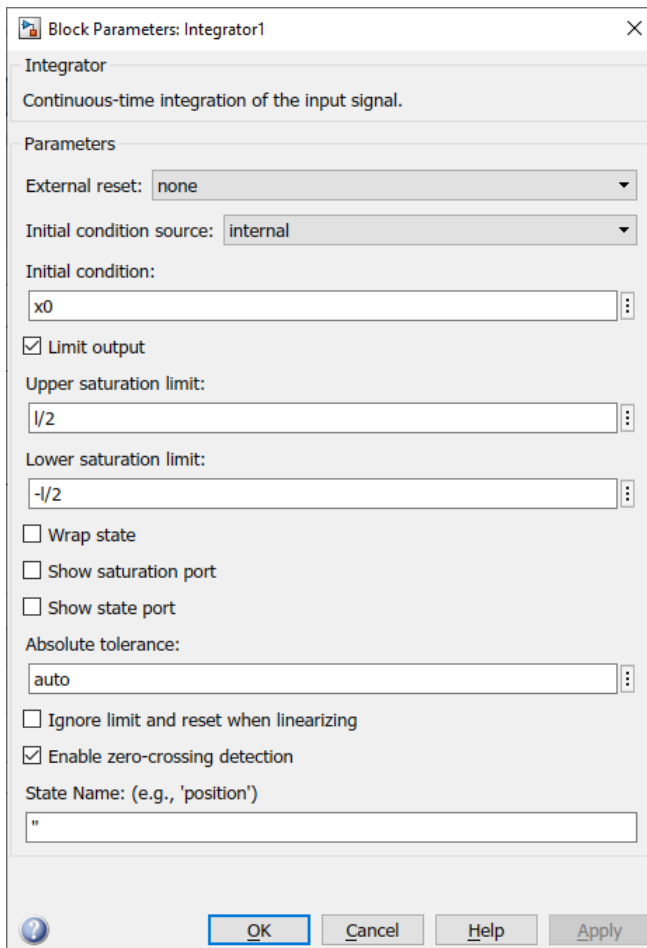 Block Parameters: Integrator1
Integrator
Continuous-time integration of the input signal.
Parameters
External reset: none
Initial condition source: internal
Initial condition:
x0
Limit output
Upper saturation limit:
l/2
Lower saturation limit:
-l/2
Wrap state
Show saturation port
Show state port
Absolute tolerance:
auto
Ignore limit and reset when linearizing
Enable zero-crossing detection
State Name: (e.g., 'position')
''
OK Cancel Help Apply